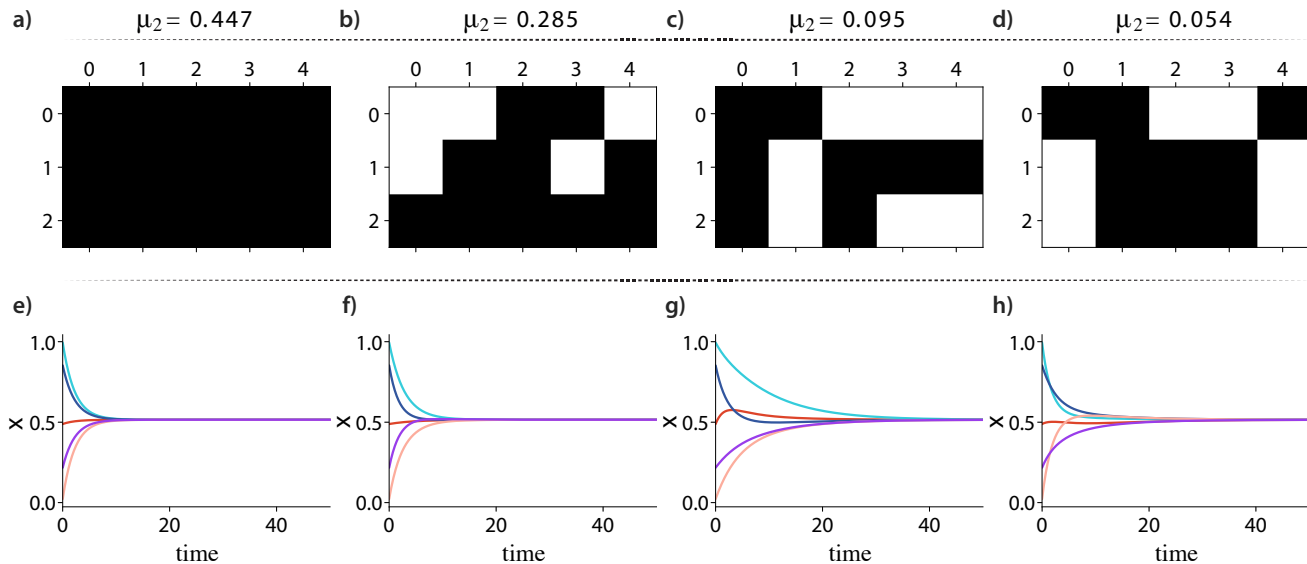 a) μ2 = 0.447 b) μ2 = 0.285 c) μ2 = 0.095 d) μ2 = 0.054
0 1 2 3 4 0 1 2 3 4 0 1 2 3 4 0 1 2 3 4
0 0 0 0
1 1 1 1
2 2 2 2
e) f) g) h)
1.0 1.0 1.0 1.0
x 0.5 x 0.5 x 0.5 x 0.5
0.0 0.0 0.0 0.0
0 20 40 0 20 40 0 20 40 0 20 40
time time time time